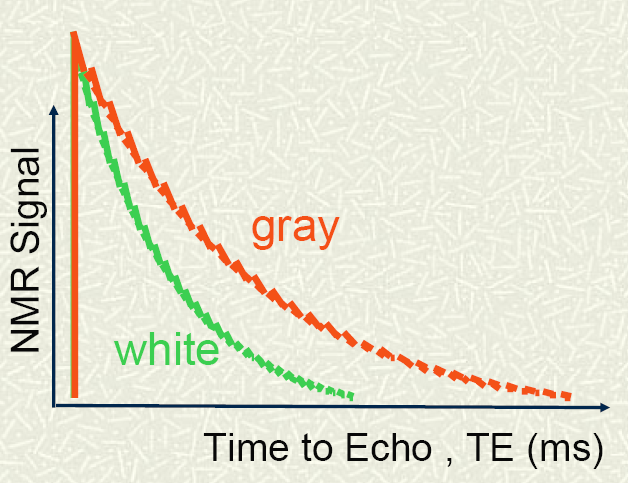 NMR Signal
gray
white
Time to Echo , TE (ms)